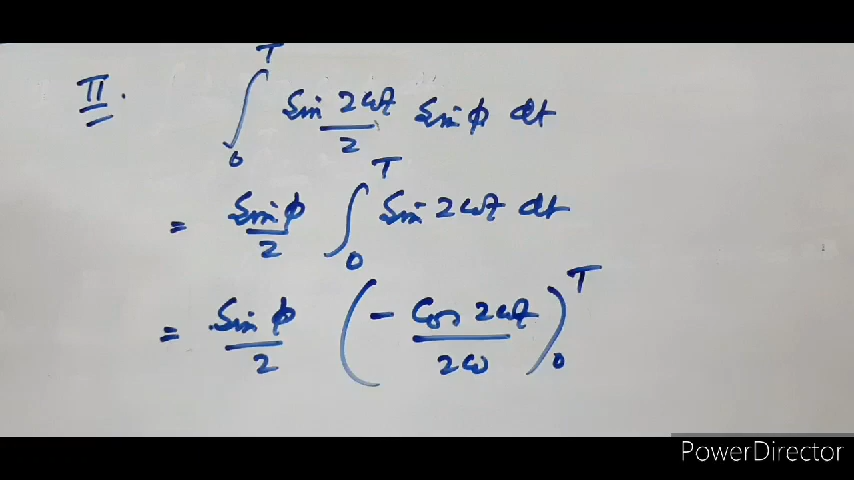 II. ∫₀ᵀ Sin 2ωt/2 Sin ϕ dt
= Sin ϕ/2 ∫₀ᵀ Sin 2ωt dt
= Sin ϕ/2 (- Cos 2ωt/2ω)₀ᵀ
PowerDirector